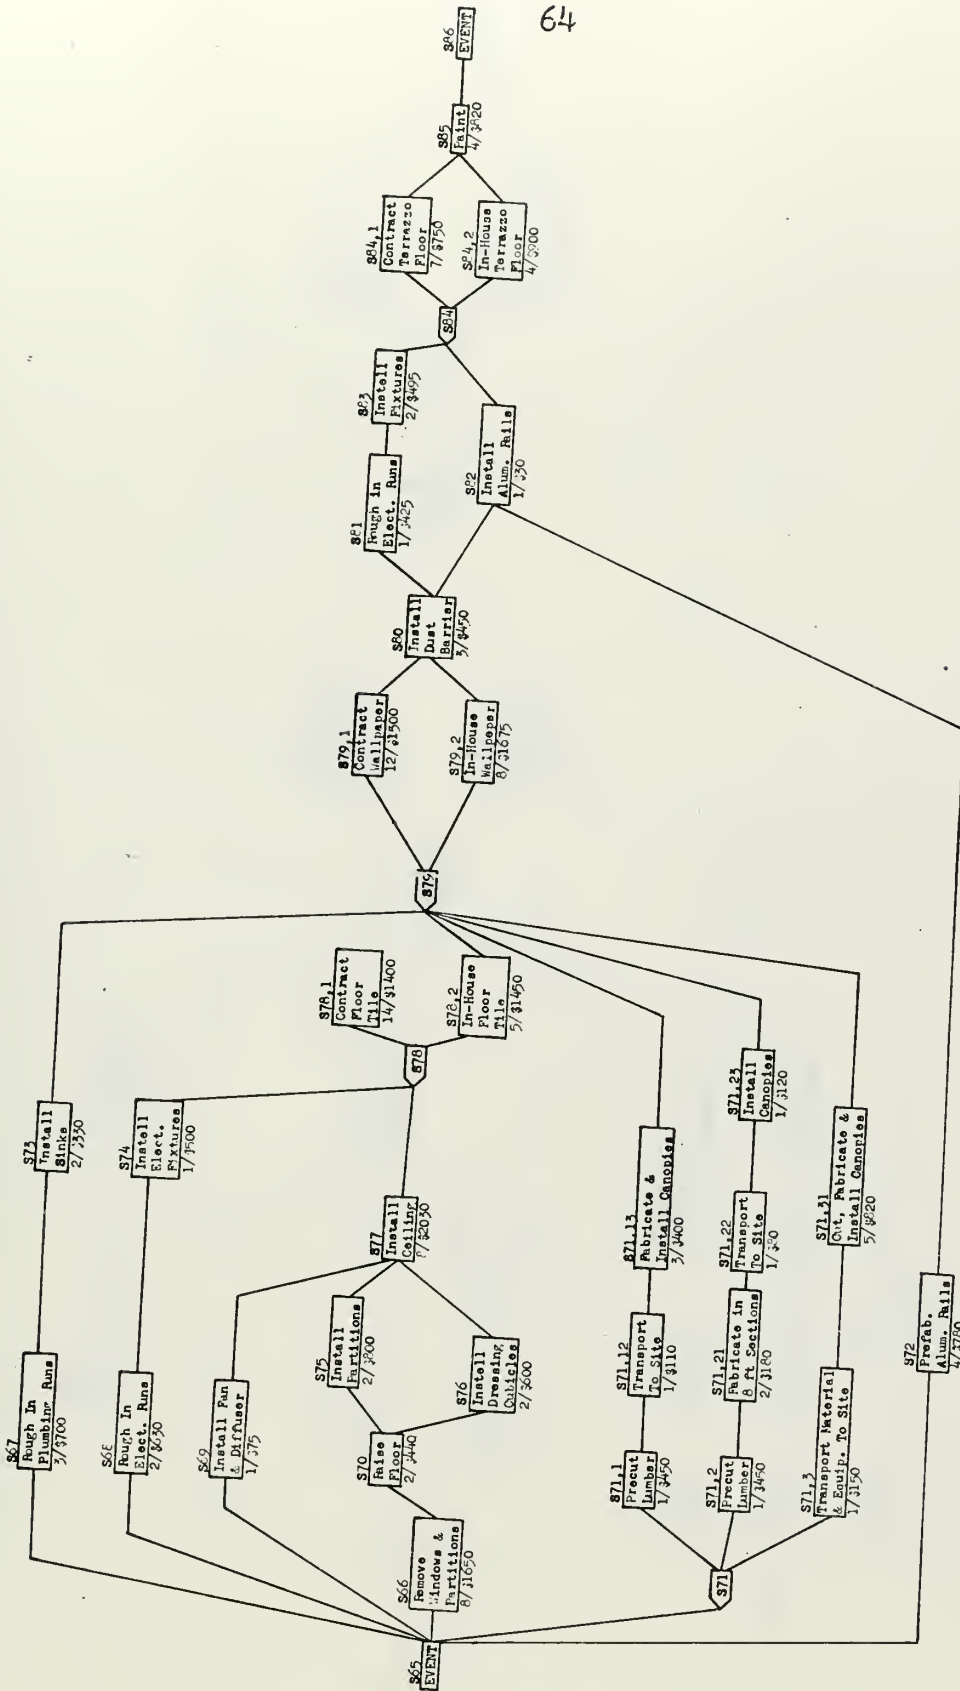 64
S65
EVENT
S66
Remove
Windows &
Partitions
8/$1650
S67
Rough In
Plumbing Runs
3/$700
S68
Rough In
Elect. Runs
2/$630
S69
Install Fan
& Diffuser
1/$75
S70
Raise
Floor
2/$440
S71
S71,1
Precut
Lumber
1/$450
S71,2
Precut
Lumber
1/$450
S71,3
Transport Material
& Equip. To Site
1/$150
S72
Prefab.
Alum. Rails
4/$780
S73
Install
Sinks
2/$330
S74
Install
Elect.
Fixtures
1/$500
S75
Install
Partitions
2/$800
S76
Install
Dressing
Cubicles
2/$600
S77
Install
Ceiling
$2030
S71,12
Transport
To Site
1/$110
S71,13
Fabricate &
Install Canopies
3/$400
S71,21
Fabricate in
8 ft Sections
2/$180
S71,22
Transport
To Site
1/$80
S71,23
Install
Canopies
1/$120
S71,31
Cut, Fabricate &
Install Canopies
5/$820
S78
S78,1
Contract
Floor
Tile
14/$1400
S78,2
In-House
Floor
Tile
5/$1450
S79
S79,1
Contract
Wallpaper
12/$1500
S79,2
In-House
Wallpaper
8/$1675
S80
Install
Dust
Barrier
3/$450
S81
Rough in
Elect. Runs
1/$425
S82
Install
Alum. Rails
1/$30
S83
Install
Fixtures
2/$495
S84
S84,1
Contract
Terrazzo
Floor
7/$750
S84,2
In-House
Terrazzo
Floor
4/$900
S85
Paint
4/$820
S86
EVENT